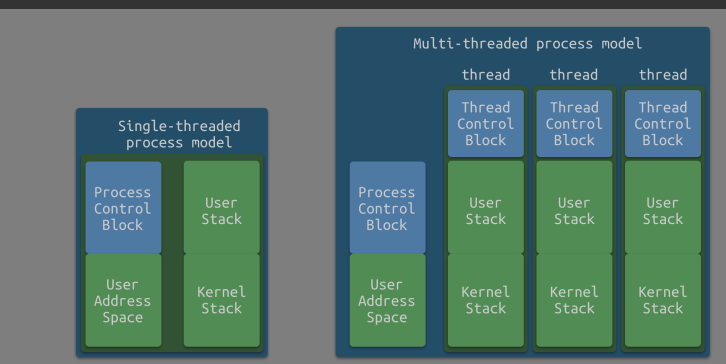 Single-threaded
process model
Process
Control
Block
User
Stack
User
Address
Space
Kernel
Stack
Multi-threaded process model
thread
thread
thread
Thread
Control
Block
Thread
Control
Block
Thread
Control
Block
Process
Control
Block
User
Stack
User
Stack
User
Stack
User
Address
Space
Kernel
Stack
Kernel
Stack
Kernel
Stack